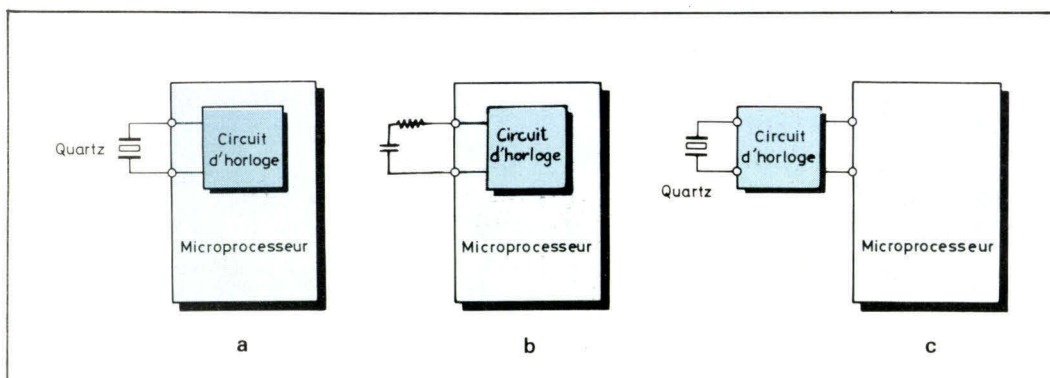 Quartz
Circuit
d'horloge
Microprocesseur
a
Circuit
d'horloge
Microprocesseur
b
Quartz
Circuit
d'horloge
Microprocesseur
c